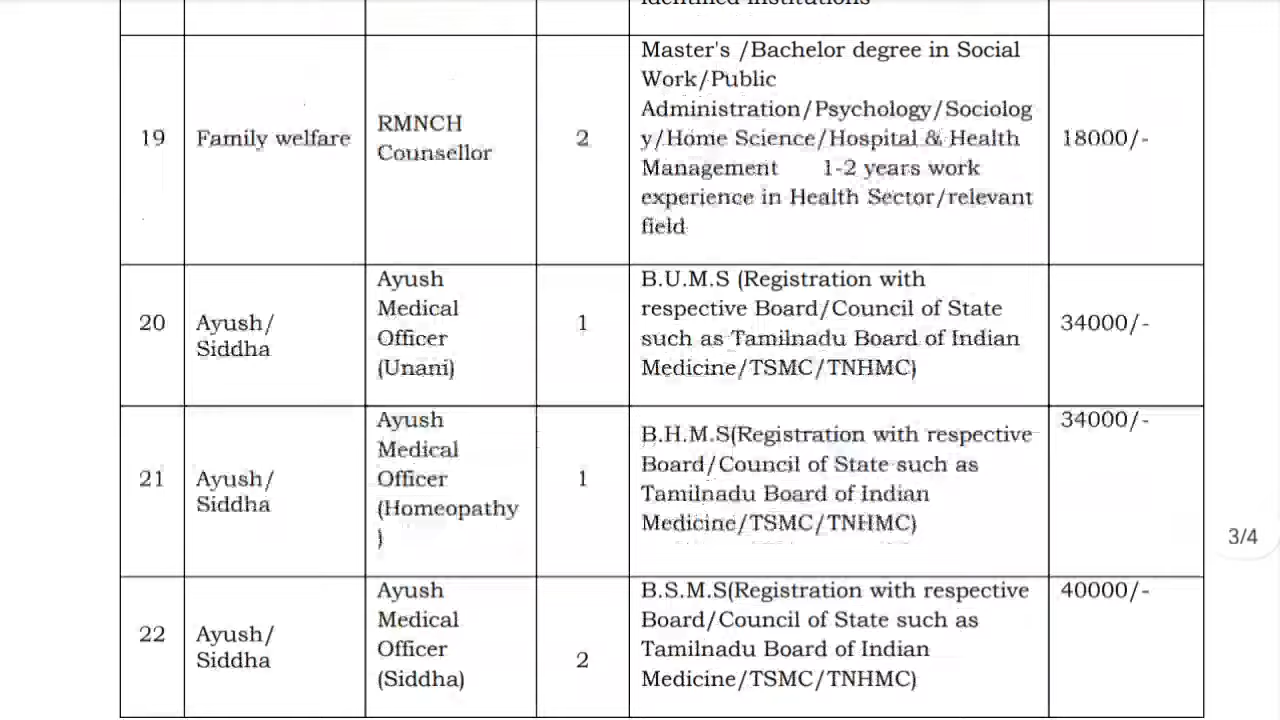 identified institutions
19
Family welfare
RMNCH
Counsellor
2
Master's /Bachelor degree in Social
Work/Public
Administration/Psychology/Sociolog
y/Home Science/Hospital & Health
Management 1-2 years work
experience in Health Sector/relevant
field
18000/-
20
Ayush/
Siddha
Ayush
Medical
Officer
(Unani)
1
B.U.M.S (Registration with
respective Board/Council of State
such as Tamilnadu Board of Indian
Medicine/TSMC/TNHMC)
34000/-
21
Ayush/
Siddha
Ayush
Medical
Officer
(Homeopathy
)
1
B.H.M.S(Registration with respective
Board/Council of State such as
Tamilnadu Board of Indian
Medicine/TSMC/TNHMC)
34000/-
3/4
22
Ayush/
Siddha
Ayush
Medical
Officer
(Siddha)
2
B.S.M.S(Registration with respective
Board/Council of State such as
Tamilnadu Board of Indian
Medicine/TSMC/TNHMC)
40000/-